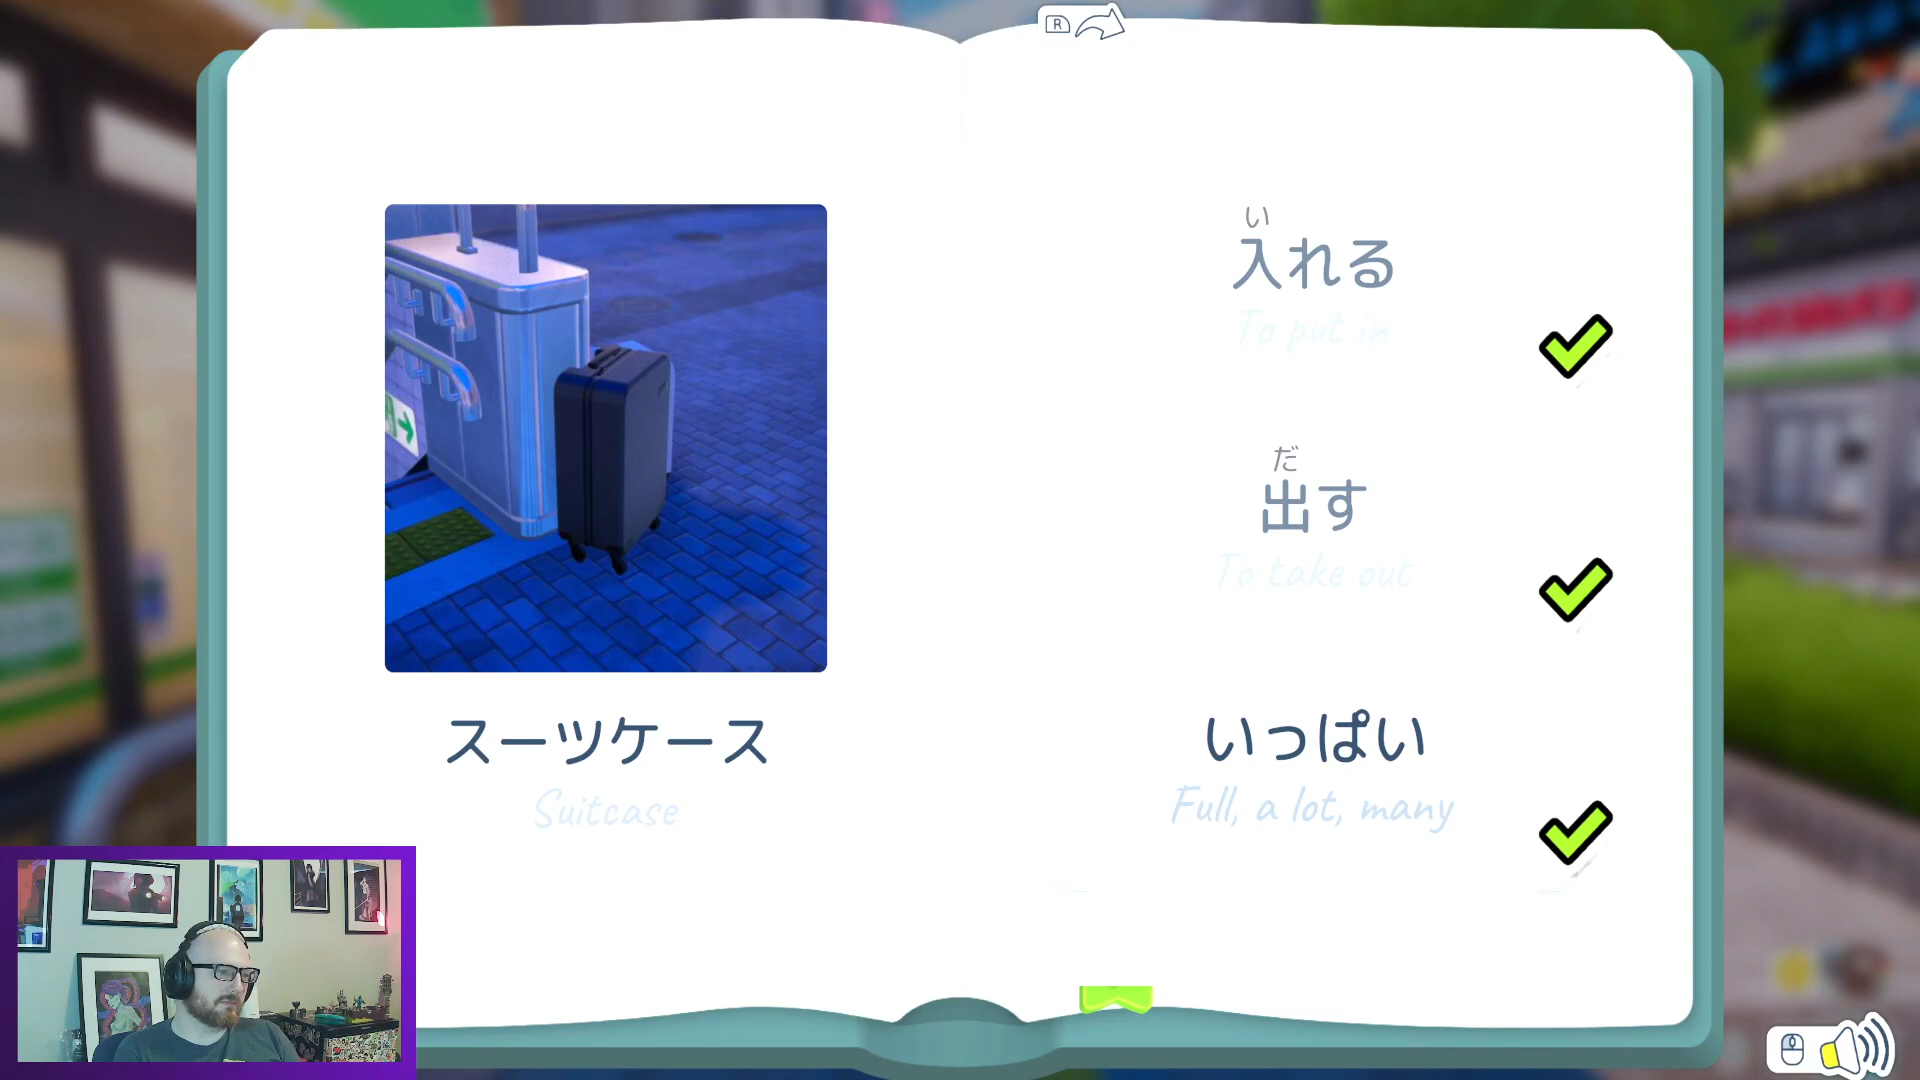 R
スーツケース
Suitcase
い
入れる
To put in
だ
出す
To take out
いっぱい
Full, a lot, many